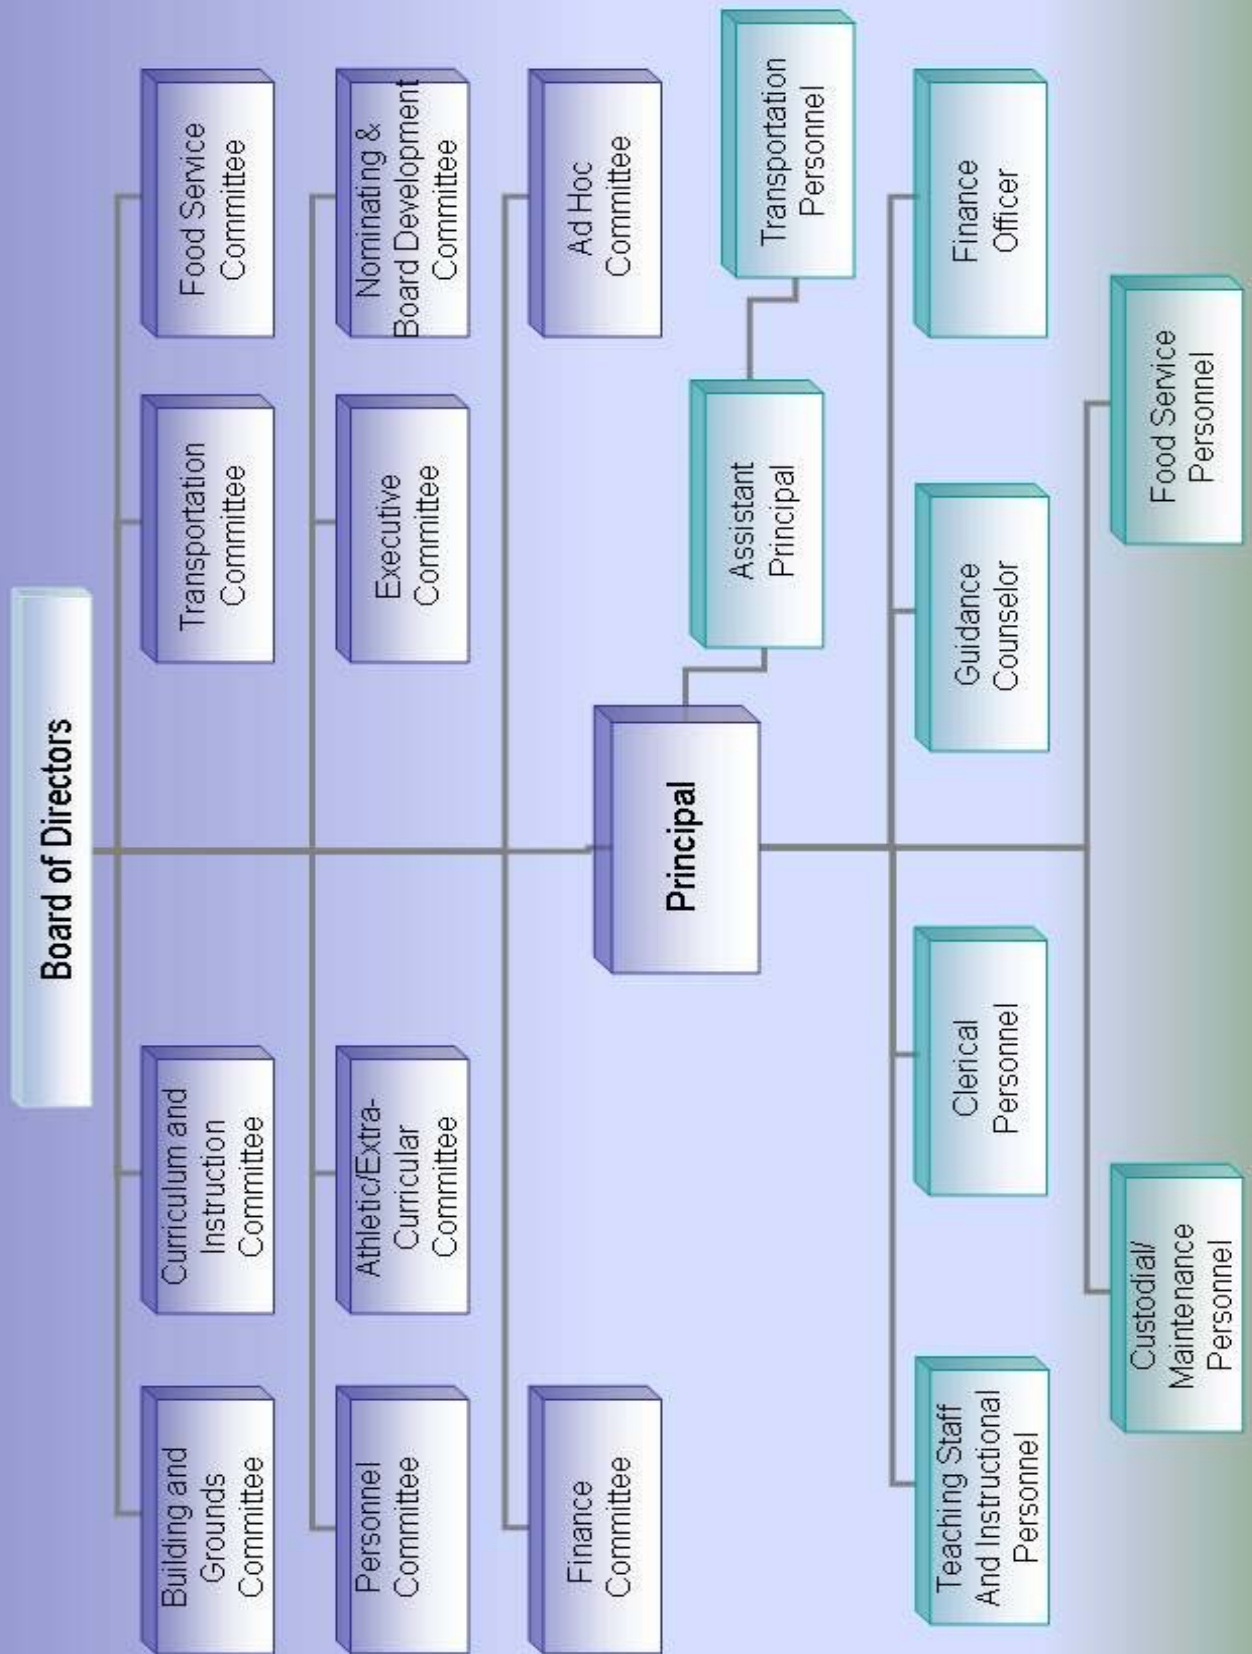 Board of Directors
Building and
Grounds
Committee
Curriculum and
Instruction
Committee
Transportation
Committee
Food Service
Committee
Personnel
Committee
Athletic/Extra-
Curricular
Committee
Executive
Committee
Nominating &
Board Development
Committee
Finance
Committee
Ad Hoc
Committee
Principal
Assistant
Principal
Transportation
Personnel
Teaching Staff
And Instructional
Personnel
Clerical
Personnel
Guidance
Counselor
Finance
Officer
Custodial/
Maintenance
Personnel
Food Service
Personnel